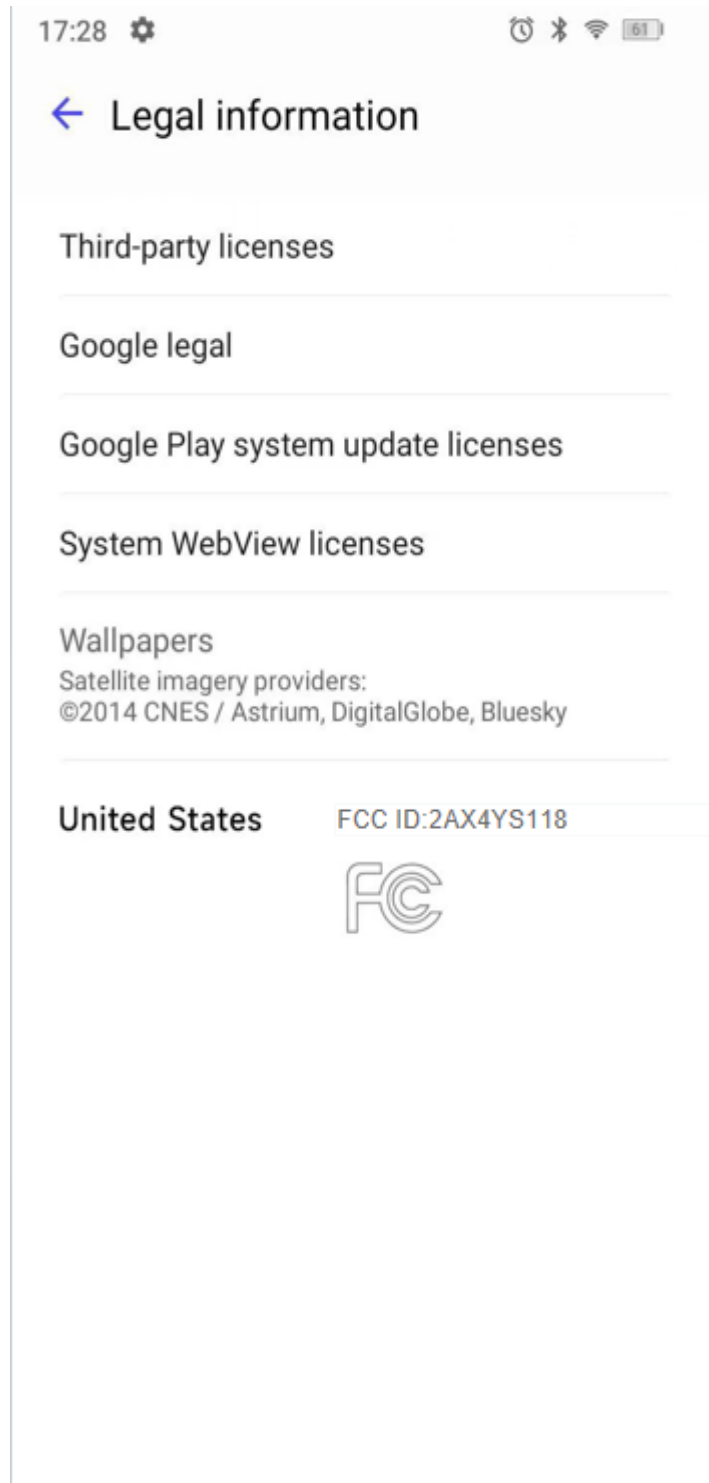 17:28 61
Legal information
Third-party licenses
Google legal
Google Play system update licenses
System WebView licenses
Wallpapers
Satellite imagery providers:
©2014 CNES / Astrium, DigitalGlobe, Bluesky
United States FCC ID:2AX4YS118
FC